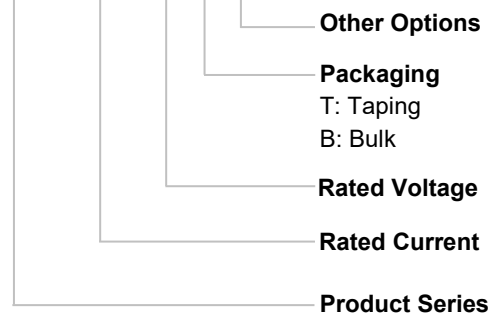 Other Options
Packaging
T: Taping
B: Bulk
Rated Voltage
Rated Current
Product Series